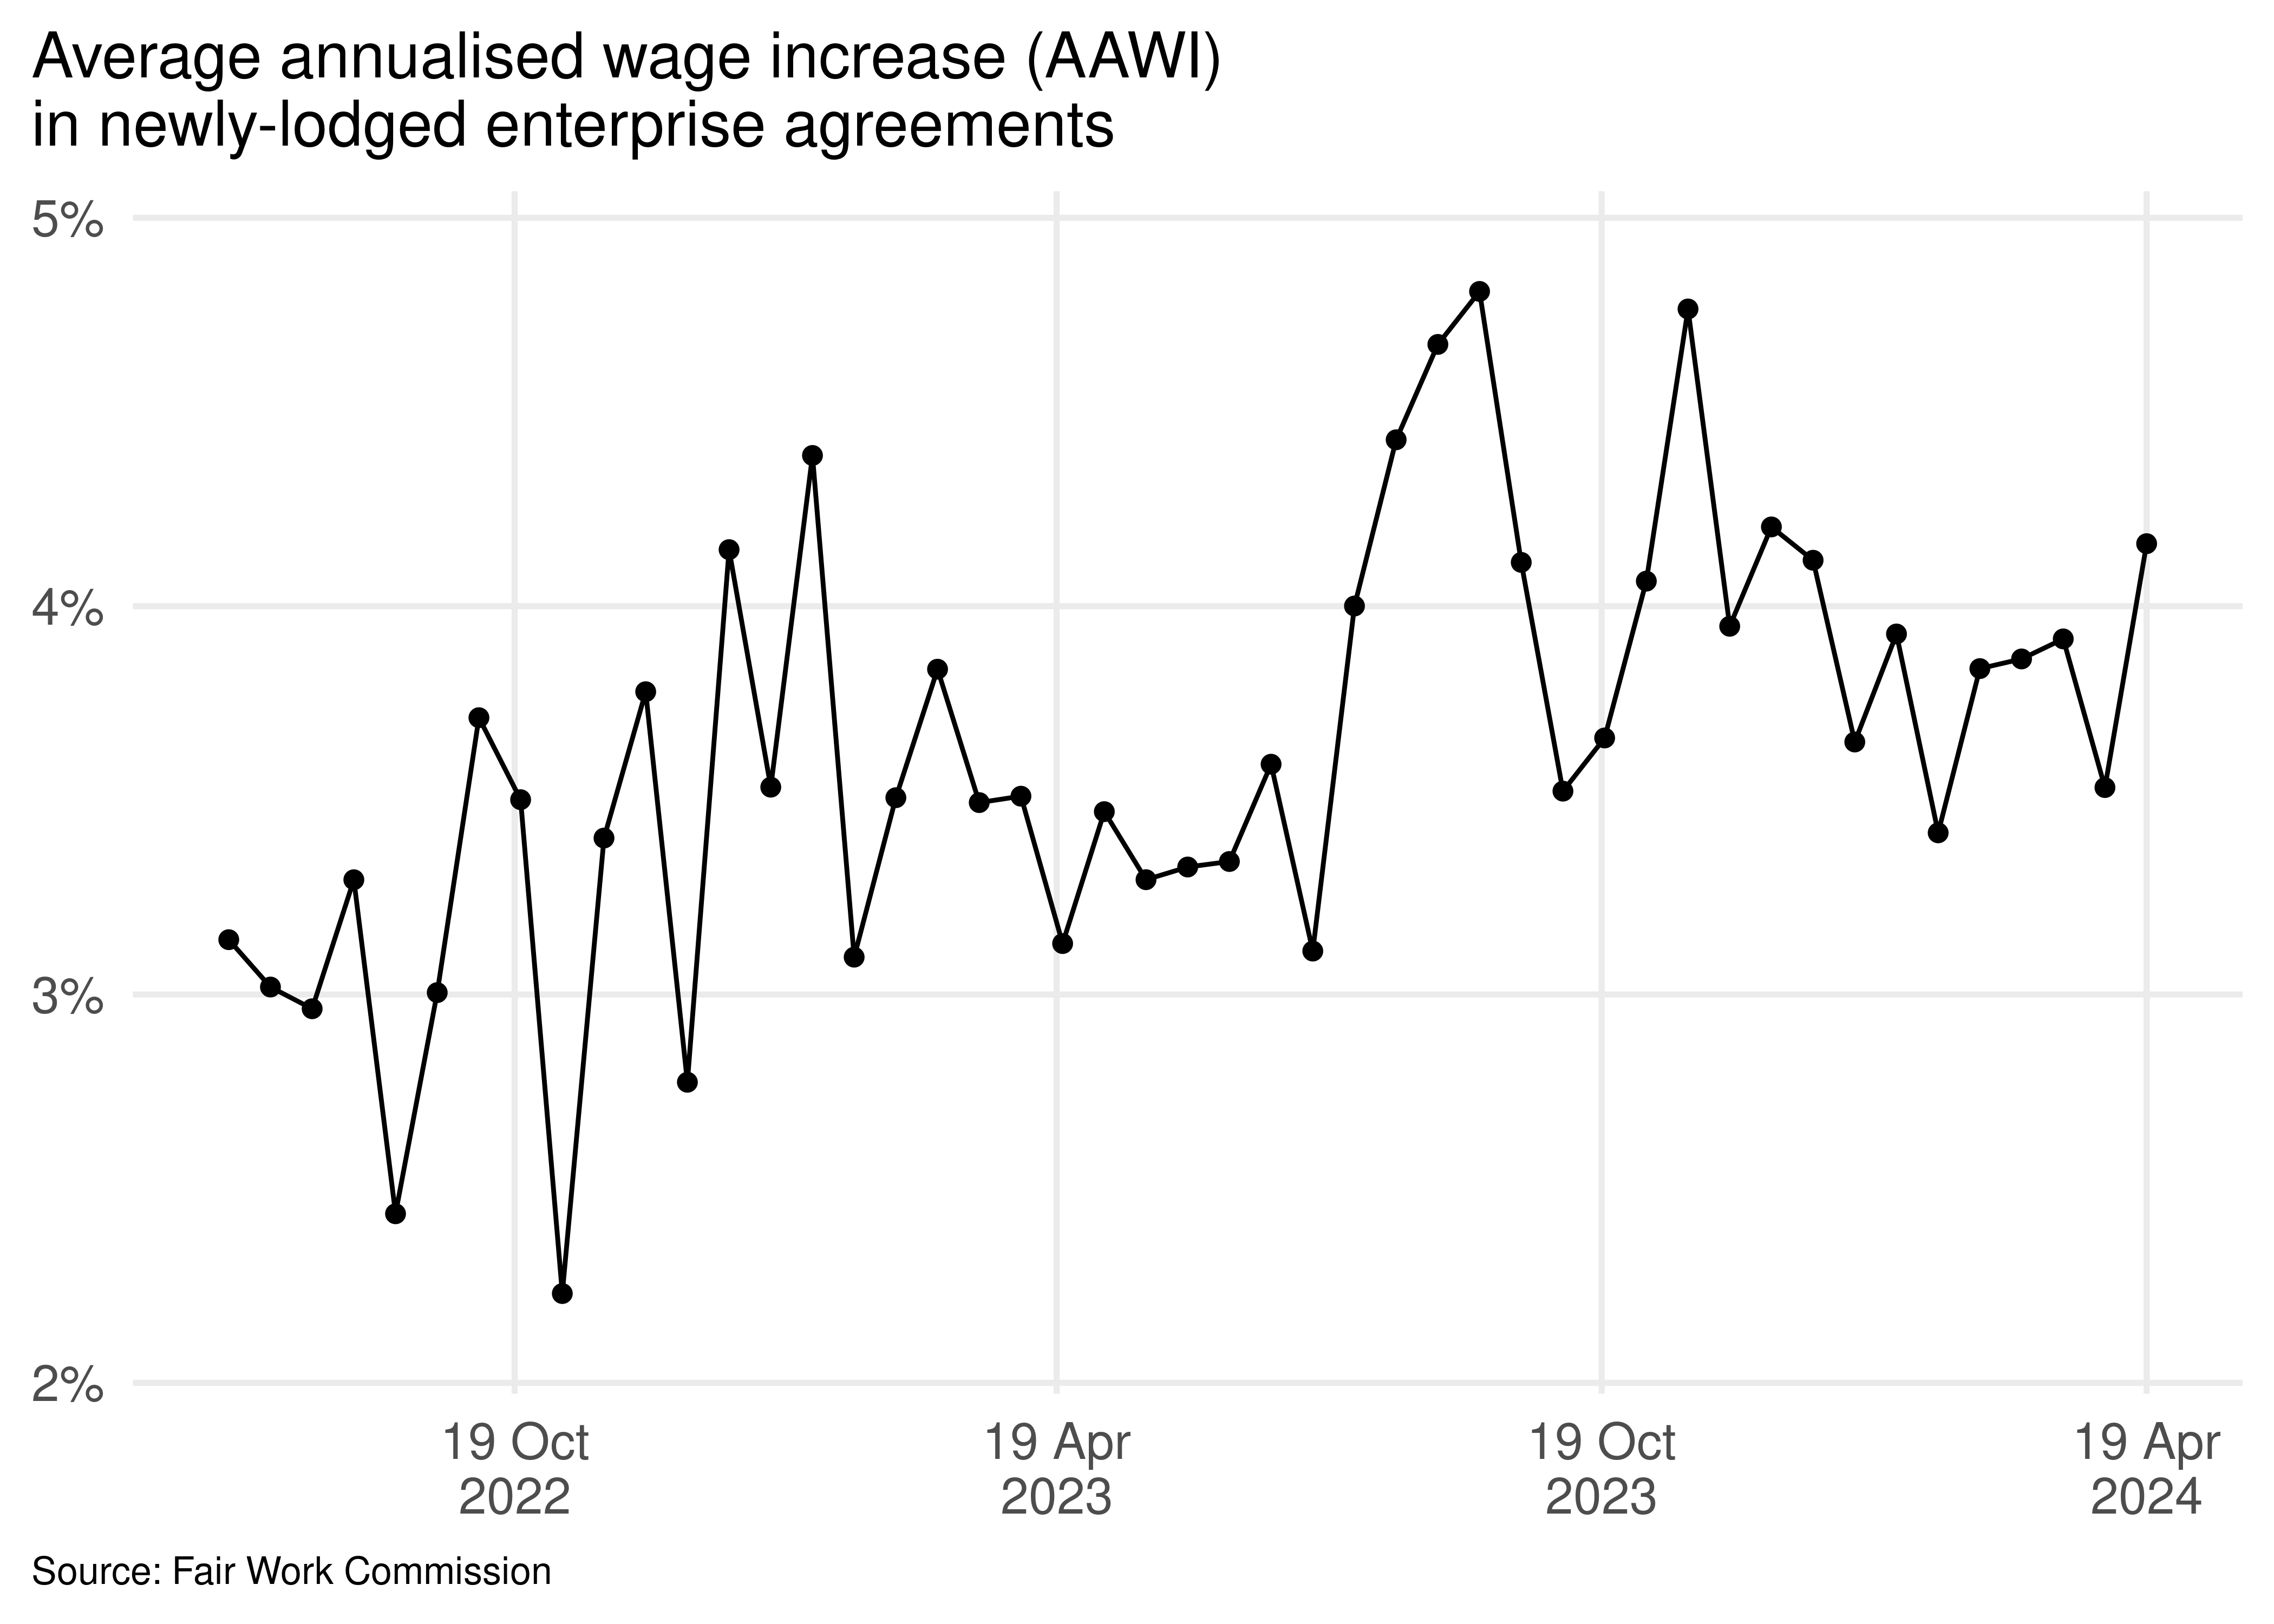 Average annualised wage increase (AAWI)
in newly-lodged enterprise agreements
5%
4%
3%
2%
19 Oct
2022
19 Apr
2023
19 Oct
2023
19 Apr
2024
Source: Fair Work Commission